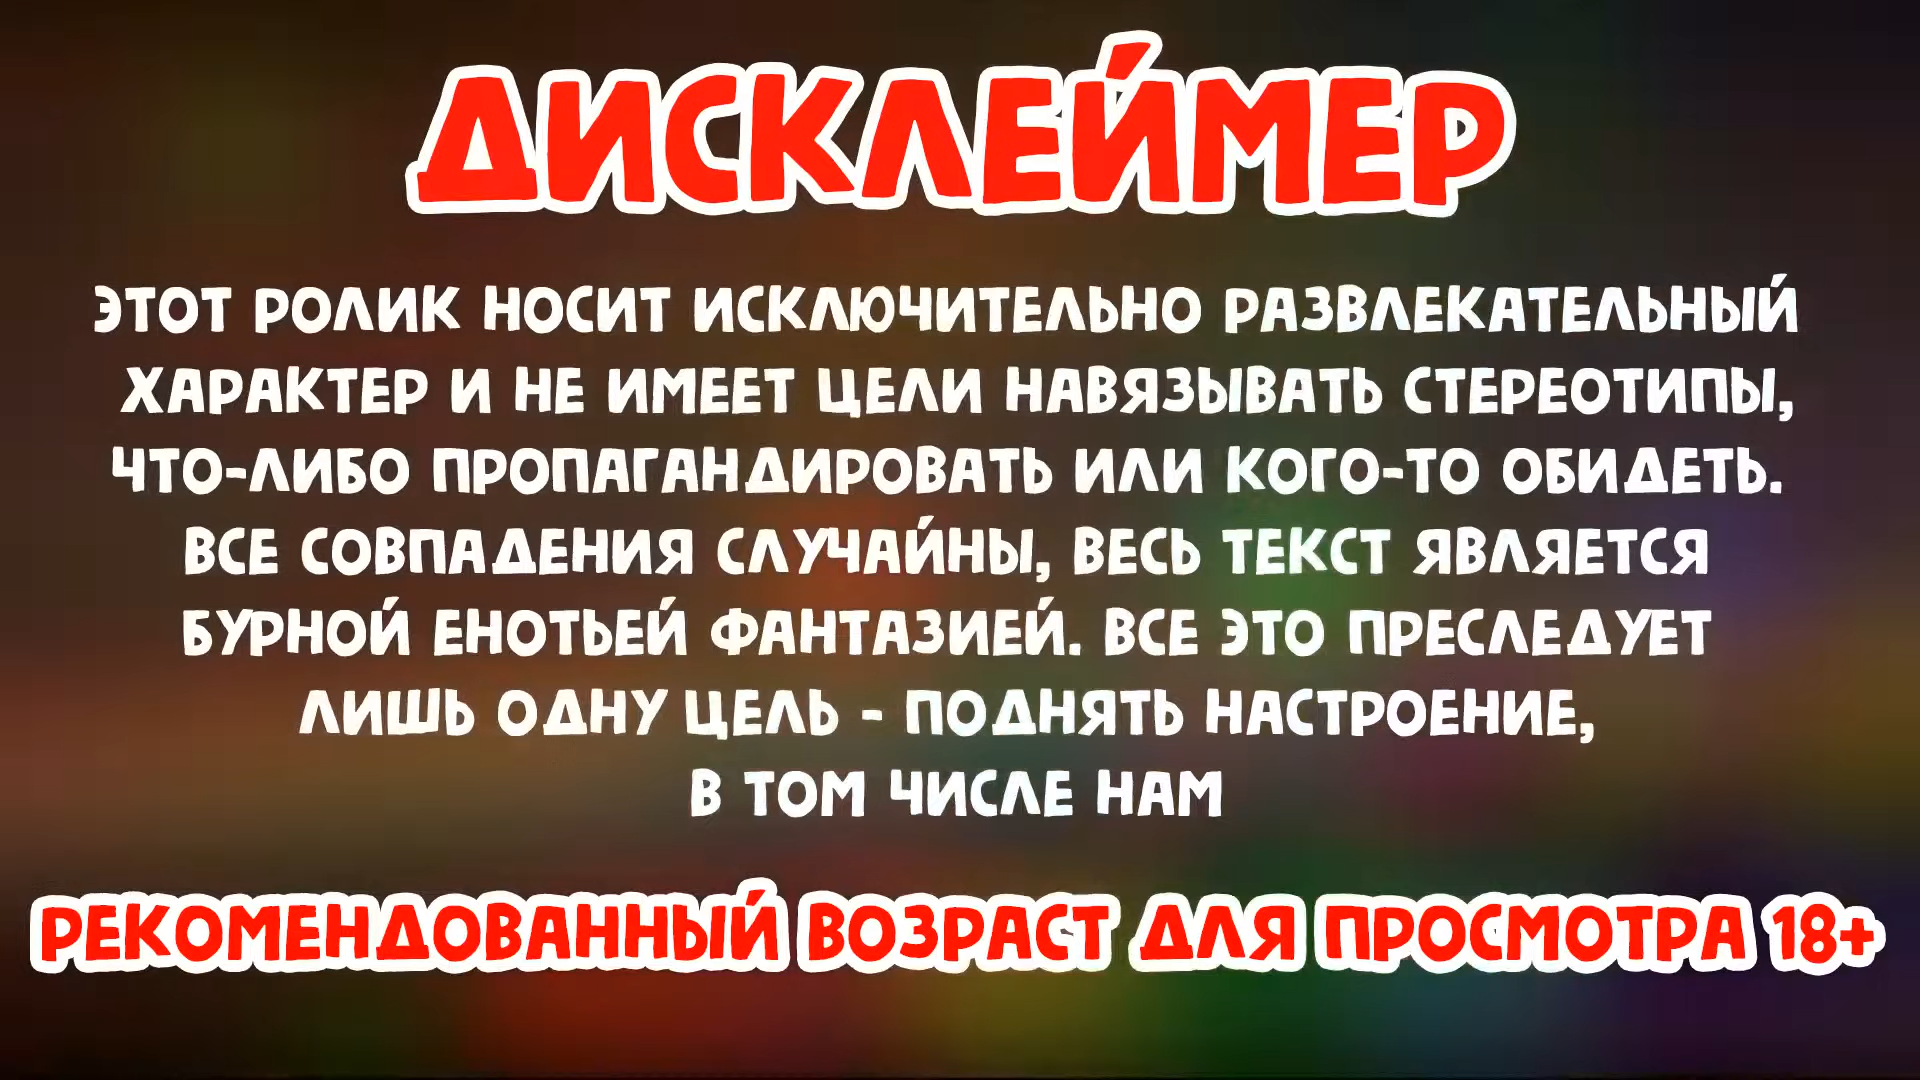 ДИСКЛЕЙМЕР
ЭТОТ РОЛИК НОСИТ ИСКЛЮЧИТЕЛЬНО РАЗВЛЕКАТЕЛЬНЫЙ
ХАРАКТЕР И НЕ ИМЕЕТ ЦЕЛИ НАВЯЗЫВАТЬ СТЕРЕОТИПЫ,
ЧТО-ЛИБО ПРОПАГАНДИРОВАТЬ ИЛИ КОГО-ТО ОБИДЕТЬ.
ВСЕ СОВПАДЕНИЯ СЛУЧАЙНЫ, ВЕСЬ ТЕКСТ ЯВЛЯЕТСЯ
БУРНОЙ ЕНОТЬЕЙ ФАНТАЗИЕЙ. ВСЕ ЭТО ПРЕСЛЕДУЕТ
ЛИШЬ ОДНУ ЦЕЛЬ - ПОДНЯТЬ НАСТРОЕНИЕ,
В ТОМ ЧИСЛЕ НАМ
РЕКОМЕНДОВАННЫЙ ВОЗРАСТ ДЛЯ ПРОСМОТРА 18+